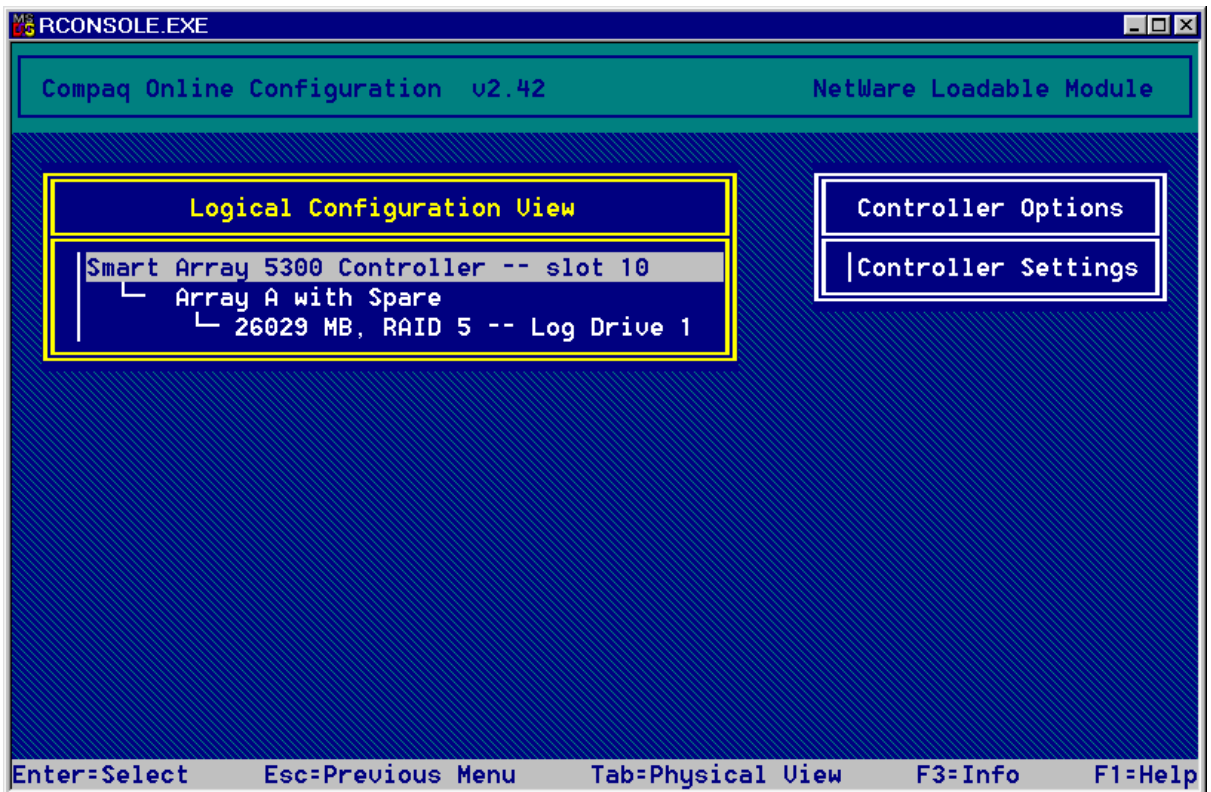 RCONSOLE.EXE
Compaq Online Configuration v2.42 NetWare Loadable Module
Logical Configuration View
Smart Array 5300 Controller -- slot 10
Array A with Spare
26029 MB, RAID 5 -- Log Drive 1
Controller Options
Controller Settings
Enter=Select Esc=Previous Menu Tab=Physical View F3=Info F1=Help